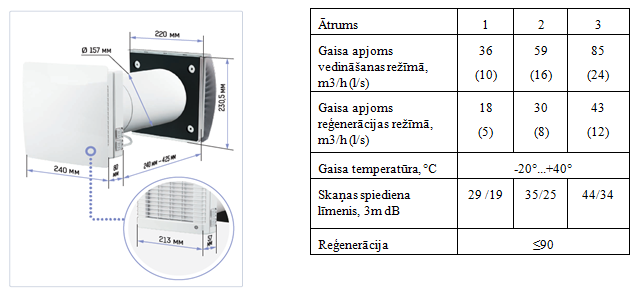 220 мм
Ø 157 мм
230,5 мм
240 мм
80 мм
240 мм – 425 мм
213 мм
Ātrums 1 2 3
Gaisa apjoms 36 59 85
vedināšanas režīmā, (10) (16) (24)
m3/h (l/s)
Gaisa apjoms 18 30 43
reģenerācijas režīmā, (5) (8) (12)
m3/h (l/s)
Gaisa temperatūra, °C -20°...+40°
Skaņas spiediena 29 /19 35/25 44/34
līmenis, 3m dB
Reģenerācija ≤90